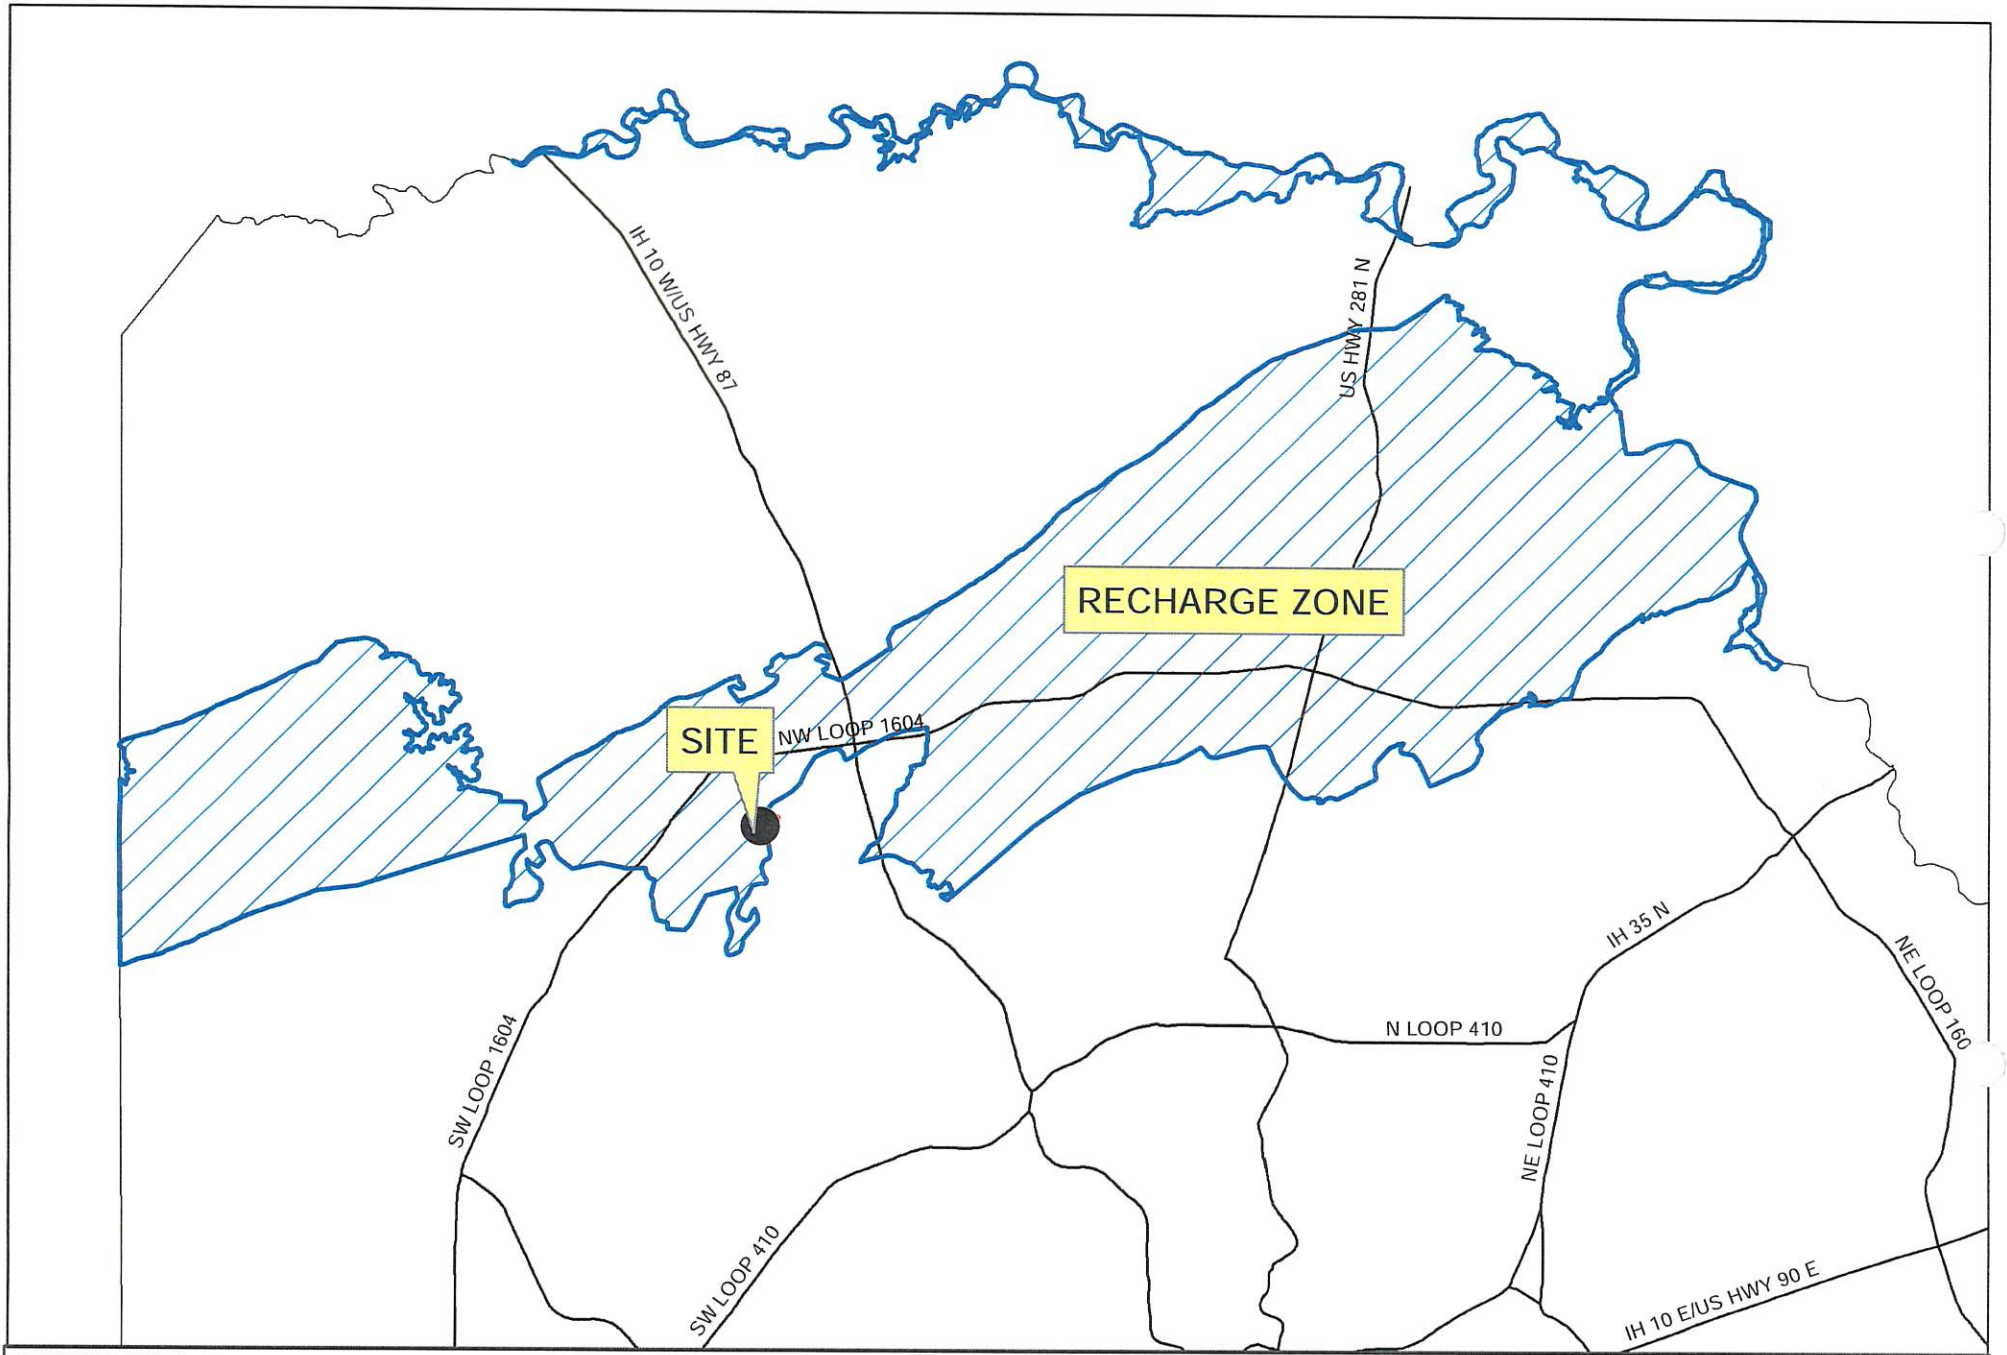 IH 10 W/US HWY 87
US HWY 281 N
RECHARGE ZONE
SITE
NW LOOP 1604
IH 35 N
NE LOOP 160
N LOOP 410
SW LOOP 1604
NE LOOP 410
SW LOOP 410
IH 10 E/US HWY 90 E